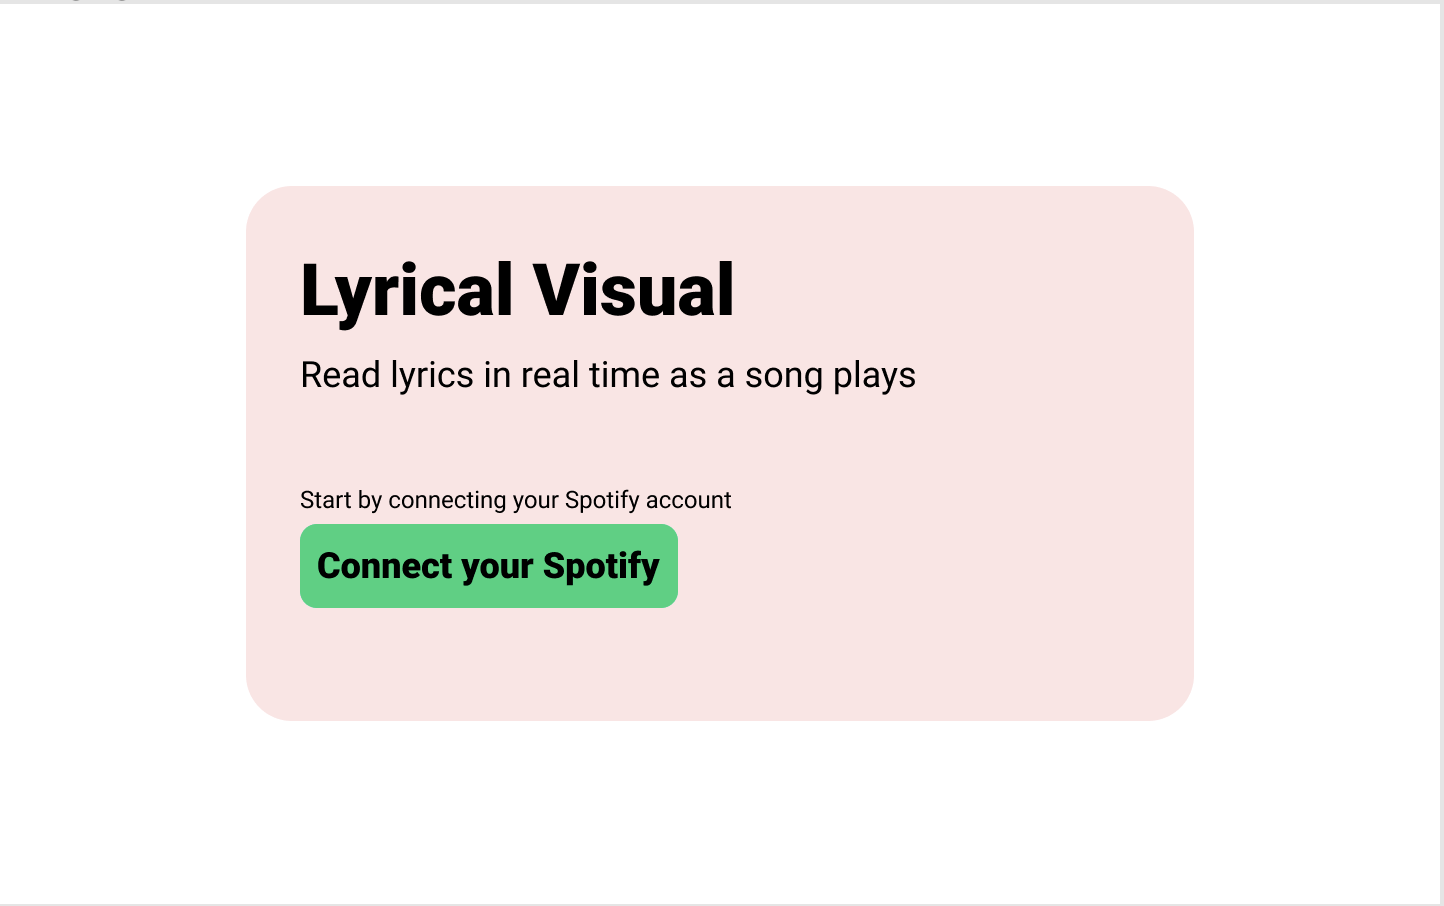 Lyrical Visual
Read lyrics in real time as a song plays
Start by connecting your Spotify account
Connect your Spotify